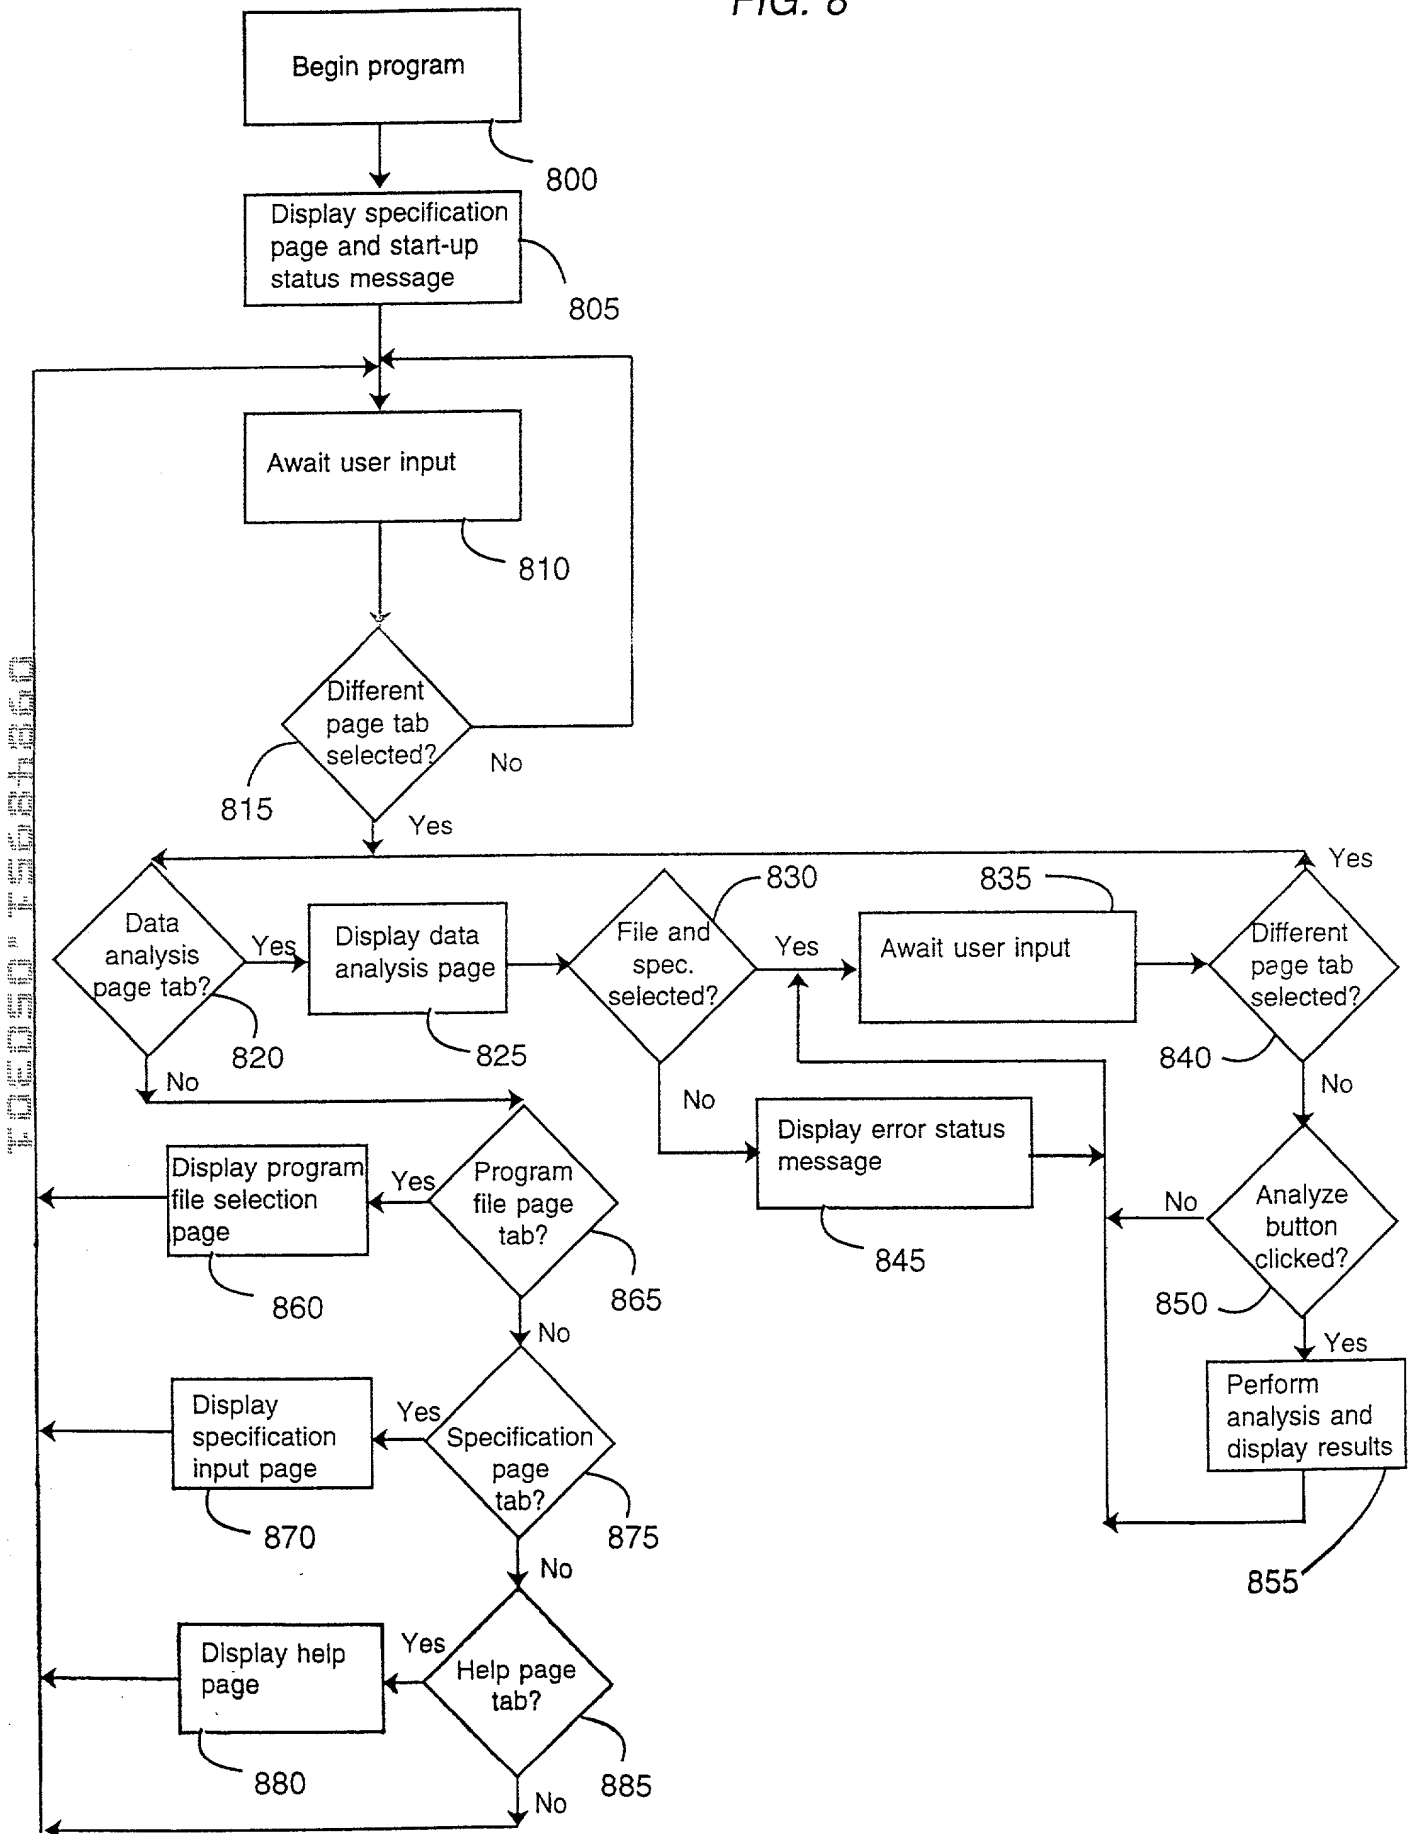 FIG. 8
Begin program
800
Display specification
page and start-up
status message
805
Await user input
810
Different
page tab
selected?
No
815
Yes
Data
analysis
page tab?
Yes
820
No
Display data
analysis page
825
File and
spec.
selected?
830
Yes
No
835
Await user input
Different
page tab
selected?
Yes
840
No
Display error status
message
845
Analyze
button
clicked?
No
850
Yes
Perform
analysis and
display results
855
Display program
file selection
page
860
Yes
Program
file page
tab?
865
No
Display
specification
input page
870
Yes
Specification
page
tab?
875
No
Display help
page
880
Yes
Help page
tab?
885
No